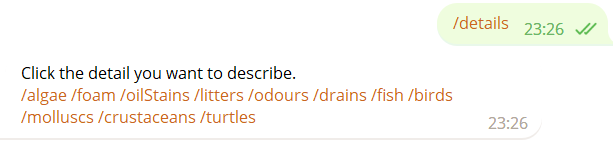 /details 23:26
Click the detail you want to describe.
/algae /foam /oilStains /litters /odours /drains /fish /birds
/molluscs /crustaceans /turtles 23:26